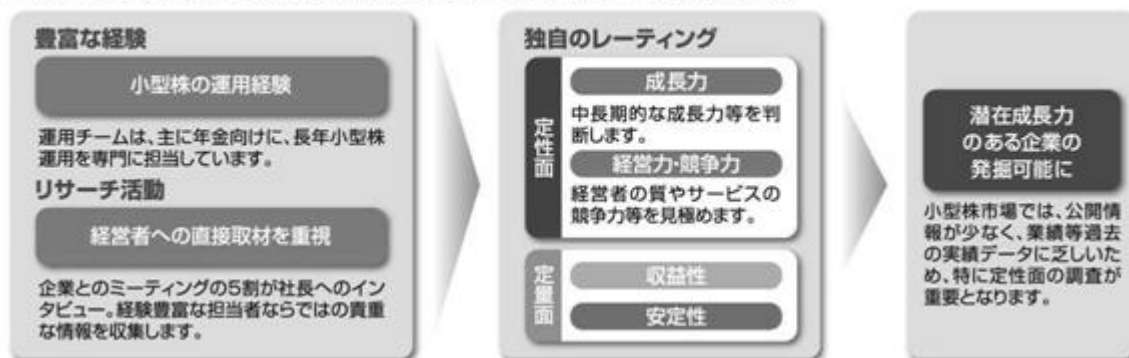 豊富な経験
小型株の運用経験
運用チームは、主に年金向けに、長年小型株
運用を専門に担当しています。
リサーチ活動
経営者への直接取材を重視
企業とのミーティングの5割が社長へのイン
タビュー。経験豊富な担当者ならではの貴重
な情報を収集します。
独自のレーティング
定性面
成長力
中長期的な成長力等を判
断します。
経営力・競争力
経営者の質やサービスの
競争力等を見極めます。
定量面
収益性
安定性
潜在成長力
のある企業の
発掘可能に
小型株市場では、公開情
報が少なく、業績等過去
の実績データに乏しいた
め、特に定性面の調査が
重要となります。